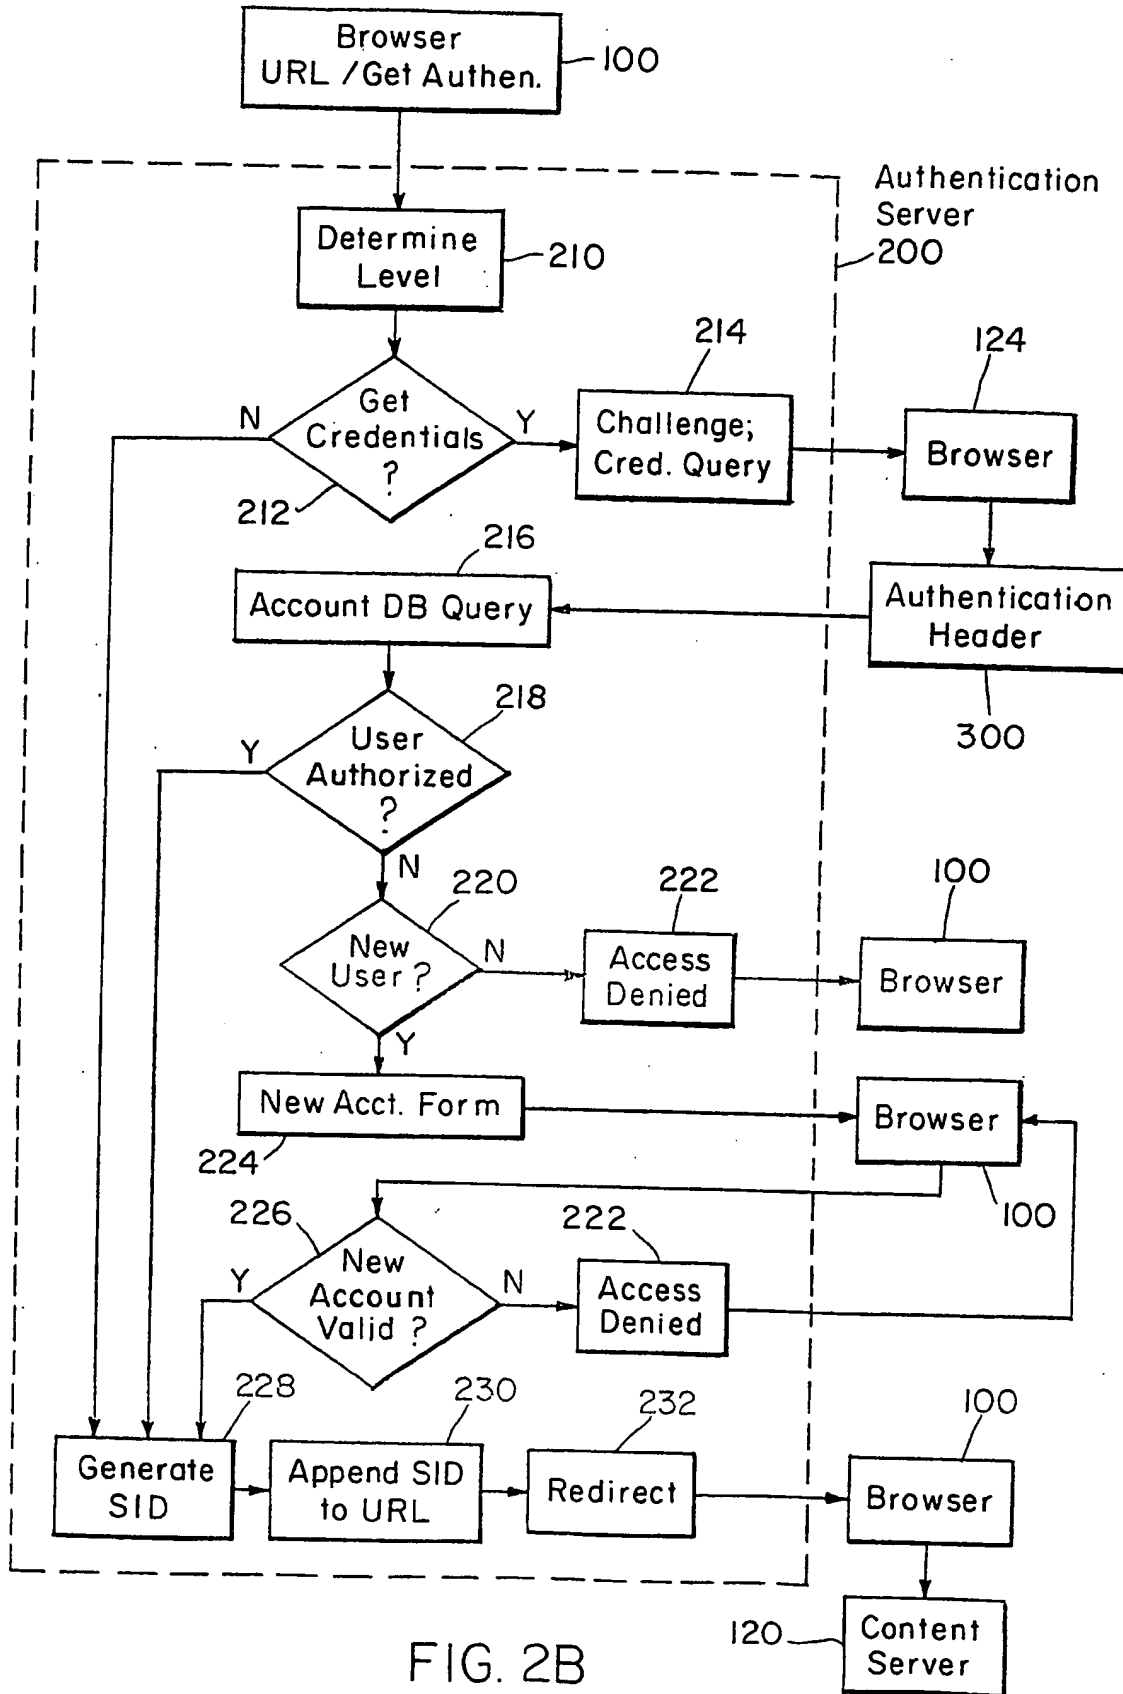 Browser
URL /Get Authen.
100
Authentication
Server
200
Determine
Level
210
214
124
N
Get
Credentials
?
Y
212
Challenge;
Cred. Query
Browser
216
Account DB Query
Authentication
Header
300
218
Y
User
Authorized
?
N
220
222
100
New
User ?
N
Access
Denied
Browser
Y
New Acct. Form
224
Browser
100
226
222
Y
New
Account
Valid ?
N
Access
Denied
228
230
232
100
Generate
SID
Append SID
to URL
Redirect
Browser
120
Content
Server
FIG. 2B